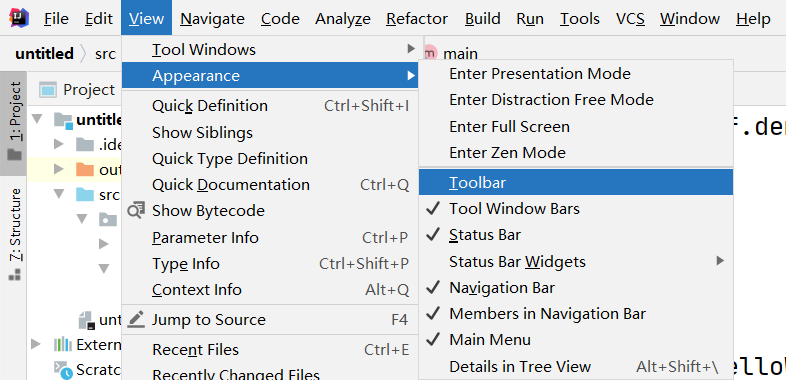 File Edit View Navigate Code Analyze Refactor Build Run Tools VCS Window Help
untitled src main
1: Project
7: Structure
Project
untitle
.ide
out
src
unt
Extern
Scratc
Tool Windows
Appearance
Quick Definition Ctrl+Shift+I
Show Siblings
Quick Type Definition
Quick Documentation Ctrl+Q
Show Bytecode
Parameter Info Ctrl+P
Type Info Ctrl+Shift+P
Context Info Alt+Q
Jump to Source F4
Recent Files Ctrl+E
Recently Changed Files
Enter Presentation Mode
Enter Distraction Free Mode
Enter Full Screen
Enter Zen Mode
Toolbar
Tool Window Bars
Status Bar
Status Bar Widgets
Navigation Bar
Members in Navigation Bar
Main Menu
Details in Tree View Alt+Shift+\